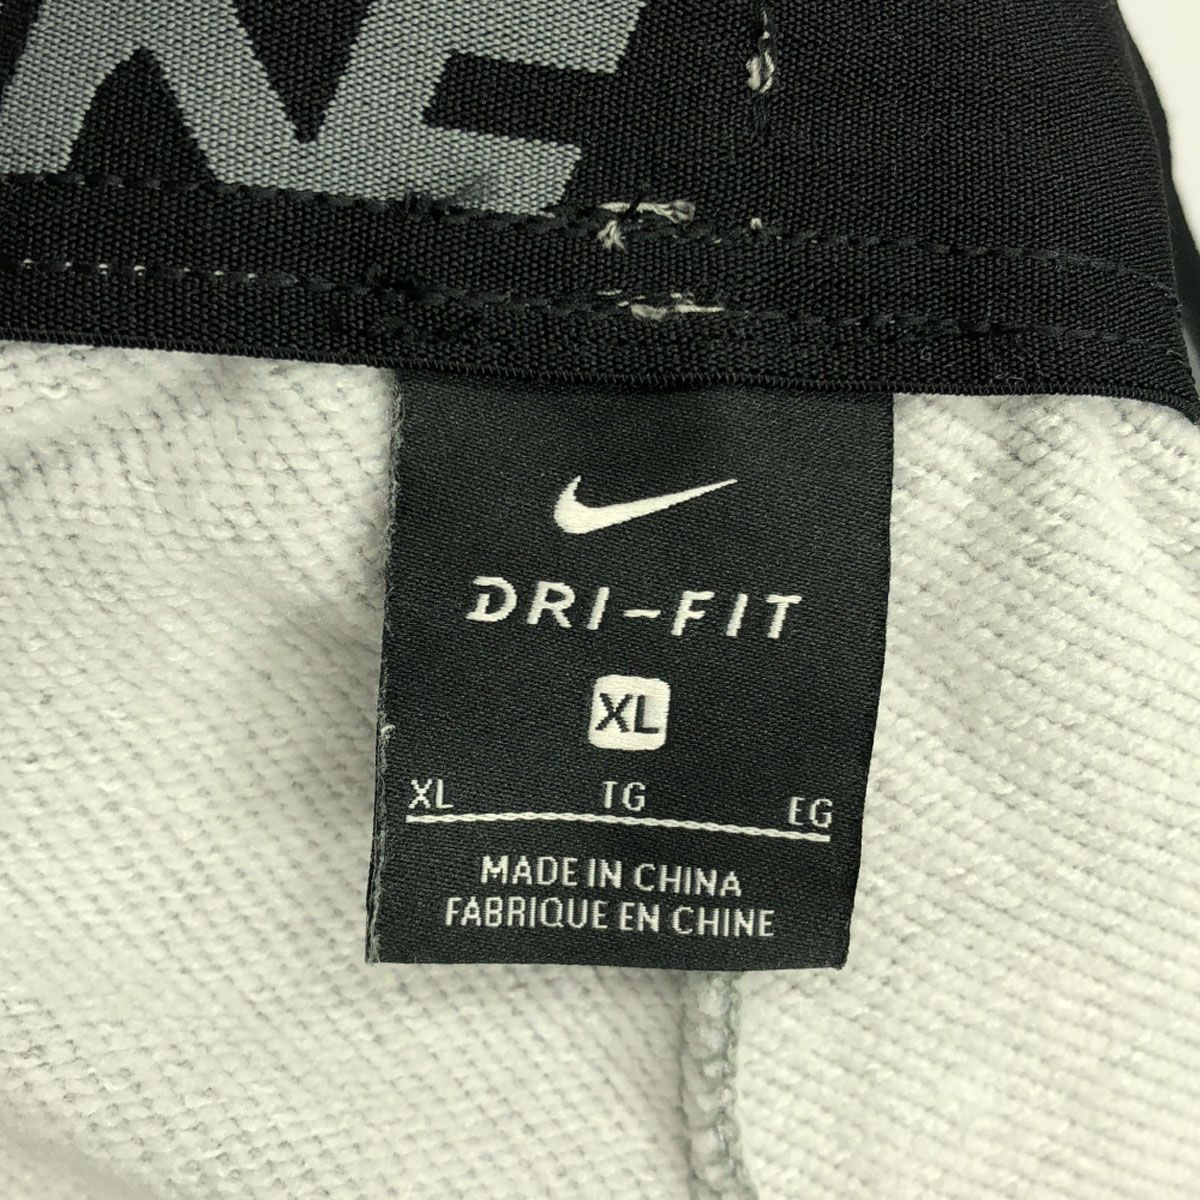 DRI-FIT
XL
XL TG EG
MADE IN CHINA
FABRIQUE EN CHINE